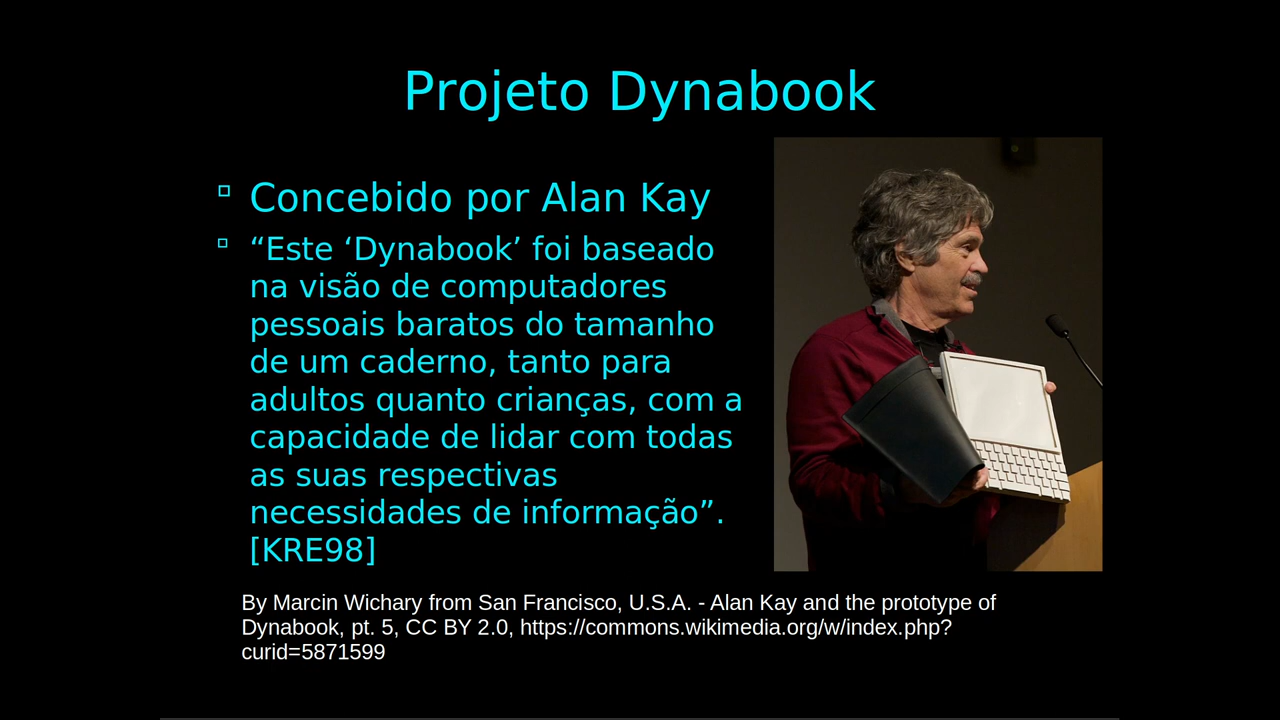 Projeto Dynabook
Concebido por Alan Kay
“Este ‘Dynabook’ foi baseado
na visão de computadores
pessoais baratos do tamanho
de um caderno, tanto para
adultos quanto crianças, com a
capacidade de lidar com todas
as suas respectivas
necessidades de informação”.
[KRE98]
By Marcin Wichary from San Francisco, U.S.A. - Alan Kay and the prototype of
Dynabook, pt. 5, CC BY 2.0, https://commons.wikimedia.org/w/index.php?
curid=5871599